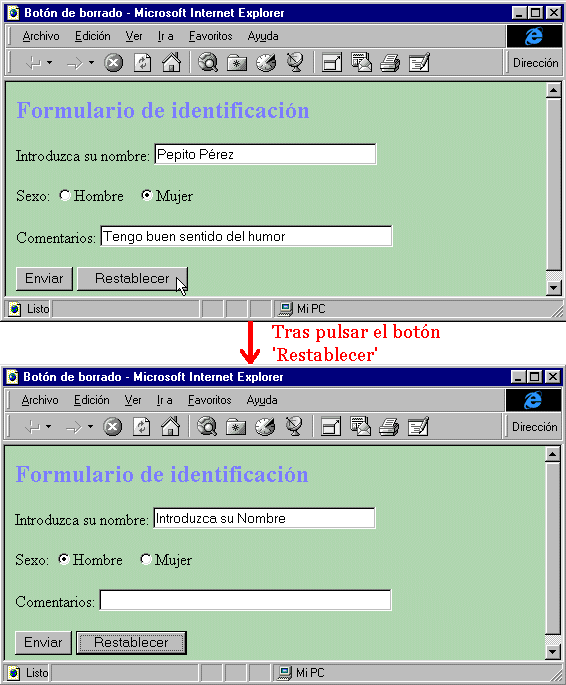 Botón de borrado - Microsoft Internet Explorer
Archivo Edición Ver Ir a Favoritos Ayuda
Dirección
Formulario de identificación
Introduzca su nombre: Pepito Pérez
Sexo: Hombre Mujer
Comentarios: Tengo buen sentido del humor
Enviar Restablecer
Listo Mi PC
Tras pulsar el botón
'Restablecer'
Botón de borrado - Microsoft Internet Explorer
Archivo Edición Ver Ir a Favoritos Ayuda
Dirección
Formulario de identificación
Introduzca su nombre: Introduzca su Nombre
Sexo: Hombre Mujer
Comentarios:
Enviar Restablecer
Listo Mi PC